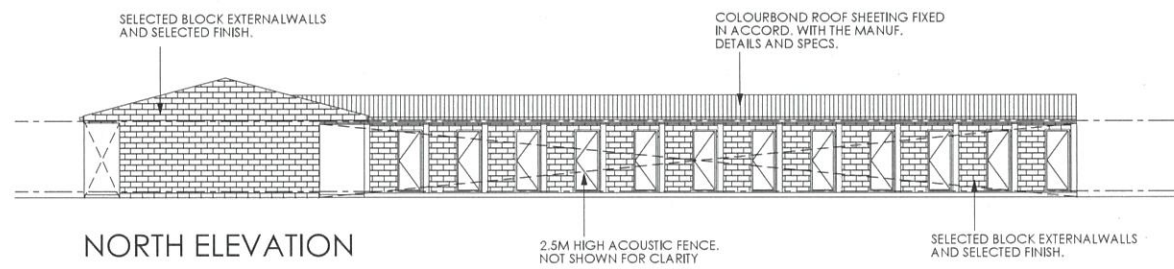 SELECTED BLOCK EXTERNALWALLS
AND SELECTED FINISH.
COLOURBOND ROOF SHEETING FIXED
IN ACCORD. WITH THE MANUF.
DETAILS AND SPECS.
NORTH ELEVATION
2.5M HIGH ACOUSTIC FENCE.
NOT SHOWN FOR CLARITY
SELECTED BLOCK EXTERNALWALLS
AND SELECTED FINISH.